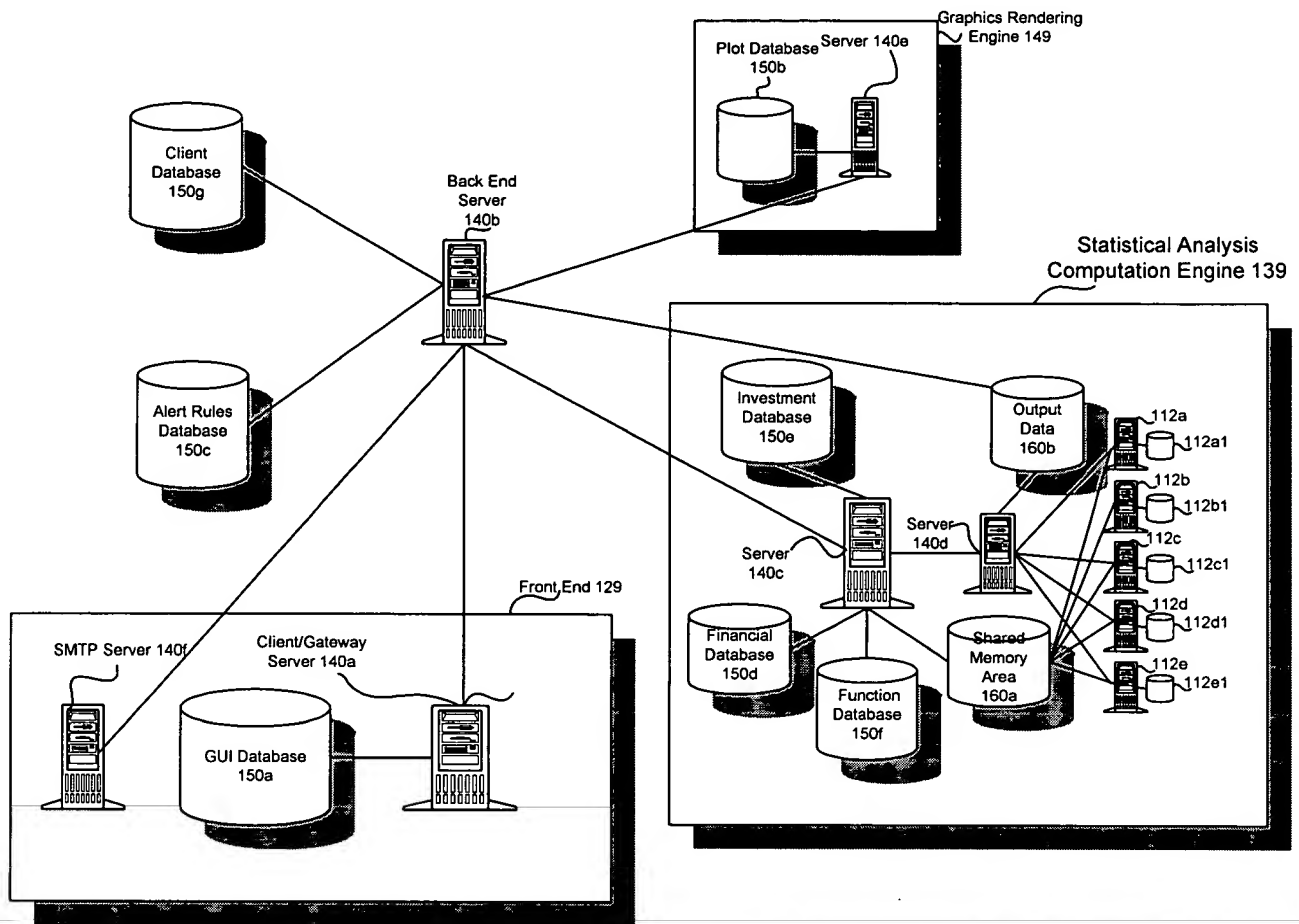 Graphics Rendering
Engine 149
Plot Database
150b
Server 140e
Client
Database
150g
Back End
Server
140b
Statistical Analysis
Computation Engine 139
Alert Rules
Database
150c
Investment
Database
150e
Output
Data
160b
112a
112a1
112b
112b1
Server
140d
Server
140c
112c
112c1
112d
112d1
112e
112e1
Financial
Database
150d
Function
Database
150f
Shared
Memory
Area
160a
Front End 129
SMTP Server 140f
Client/Gateway
Server 140a
GUI Database
150a